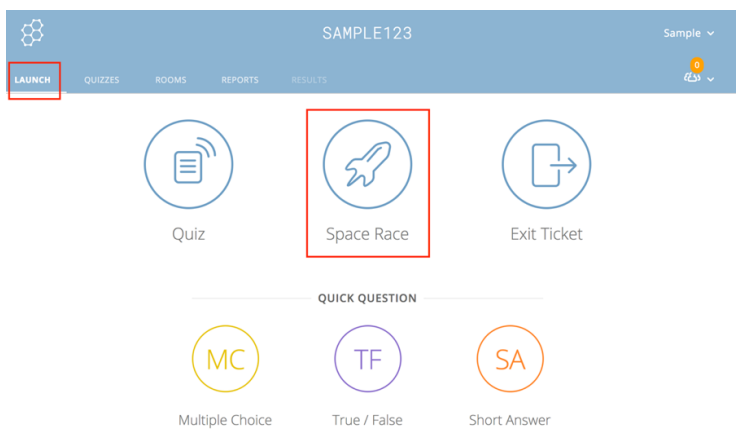 SAMPLE123
Sample
0
LAUNCH QUIZZES ROOMS REPORTS RESULTS
Quiz Space Race Exit Ticket
QUICK QUESTION
MC TF SA
Multiple Choice True / False Short Answer